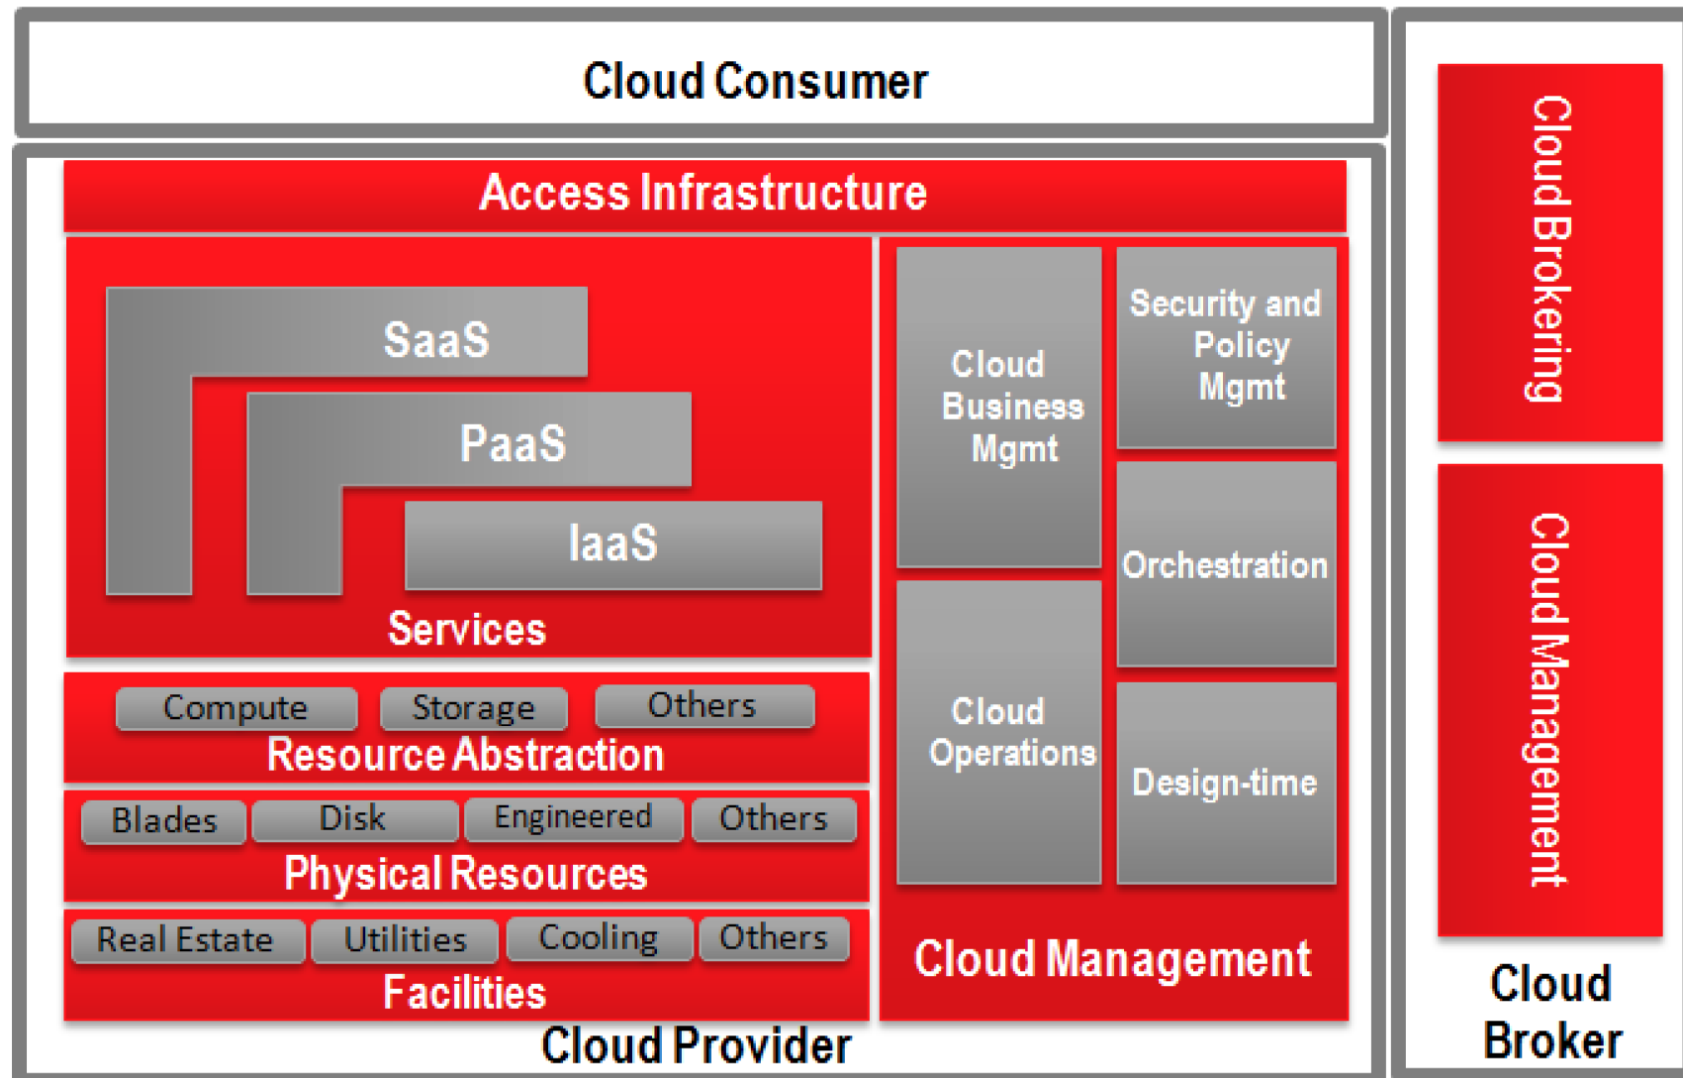 Cloud Consumer
Access Infrastructure
SaaS
PaaS
IaaS
Services
Compute
Storage
Others
Resource Abstraction
Blades
Disk
Engineered
Others
Physical Resources
Real Estate
Utilities
Cooling
Others
Facilities
Cloud
Business
Mgmt
Security and
Policy
Mgmt
Orchestration
Cloud
Operations
Design-time
Cloud Management
Cloud Provider
Cloud Brokering
Cloud Management
Cloud
Broker